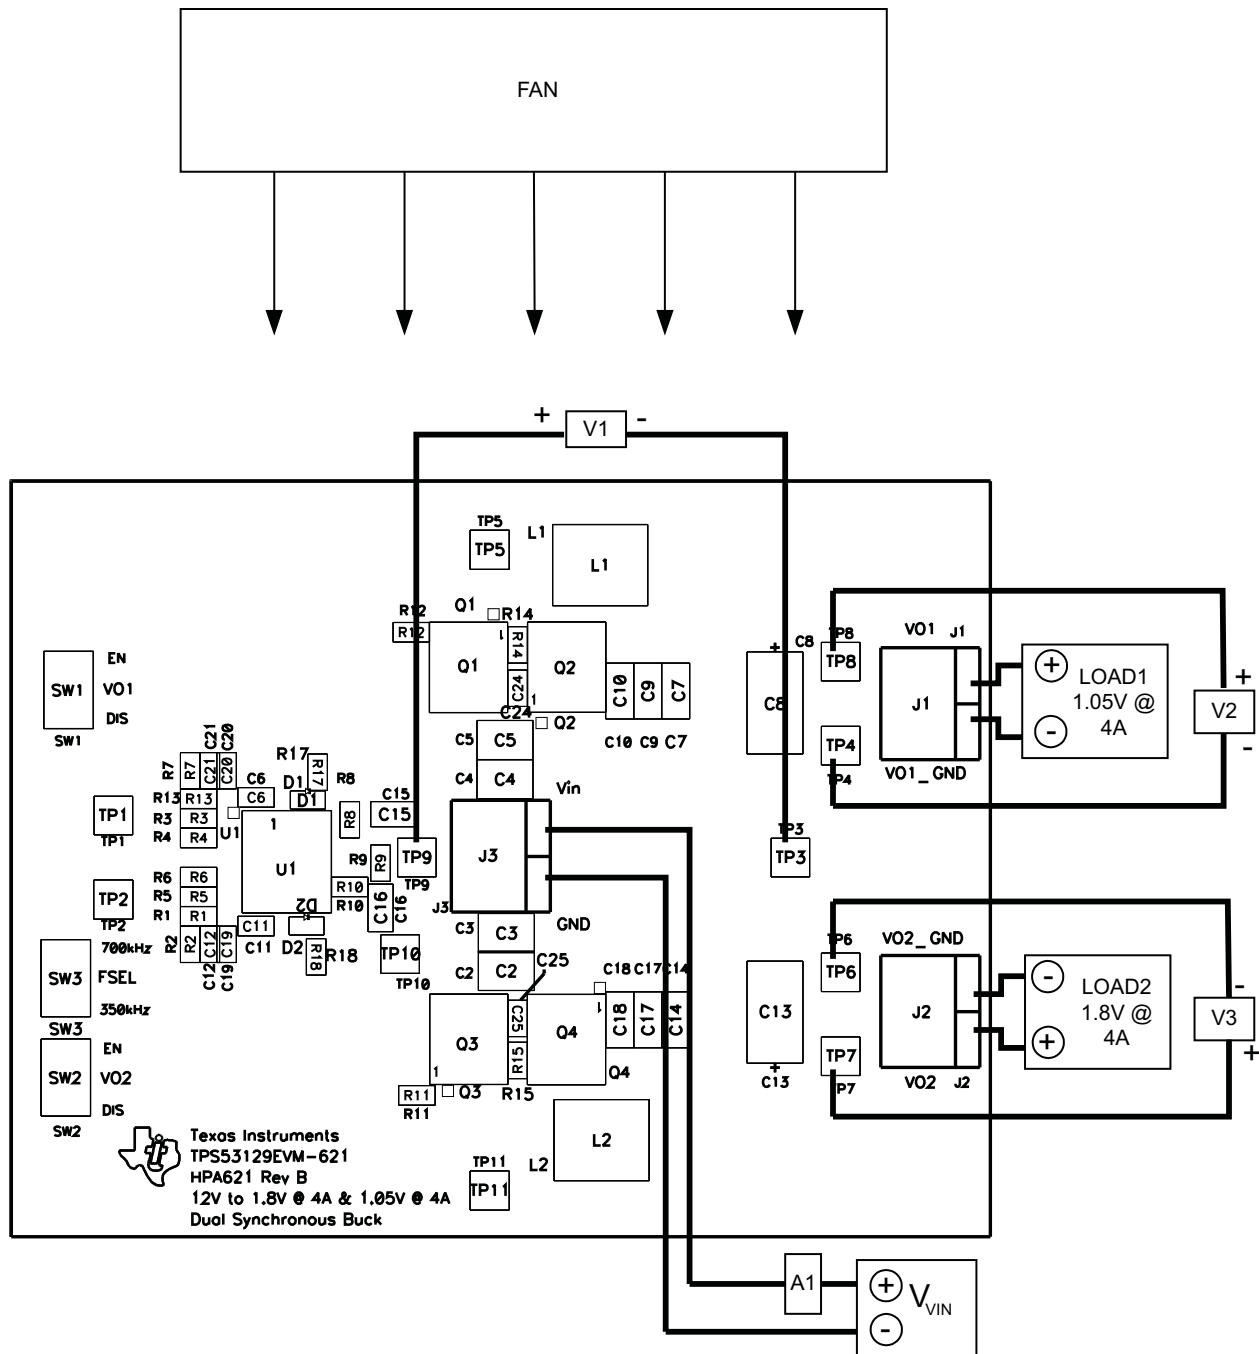 FAN
+ V1 -
TP5
TP5
L1
L1
R12
R12
Q1
R14
Q1
1
R14
C24
Q2
1
C24
Q2
C10
C9
C7
C10 C9 C7
+ C8
C8
TP8
TP8
TP4
TP4
VO1 J1
J1
VO1_GND
+
-
LOAD1
1.05V @
4A
+
V2
-
EN
SW1
VO1
DIS
SW1
C5
C5
C4
C4
Vin
C21
C20
R7
R7
C21
C20
R13
R13
R3
R3
R4
R4
C6
C6
R17
R17
D1
D1
R8
R8
C15
C15
TP1
TP1
U1
1
U1
R9
R9
TP9
TP9
J3
J3
TP3
TP3
R6
R6
R5
R5
R1
R1
TP2
TP2
R10
R10
C16
C16
D2
D2
C11
C11
R2
R2
C12
C12
C19
C19
R18
R18
TP10
TP10
GND
C3
C3
C2
C2
C25
700kHz
SW3
FSEL
350kHz
SW3
C18 C17 C14
C18
C17
C14
Q3
1
C25
R15
Q4
1
Q4
R11
R11
Q3
R15
C13
+
C13
TP6
TP6
TP7
TP7
VO2_GND
J2
VO2 J2
-
+
LOAD2
1.8V @
4A
-
V3
+
EN
SW2
VO2
DIS
SW2
L2
L2
TP11
TP11
Texas Instruments
TPS53129EVM-621
HPA621 Rev B
12V to 1.8V @ 4A & 1.05V @ 4A
Dual Synchronous Buck
A1
+
-
VVIN